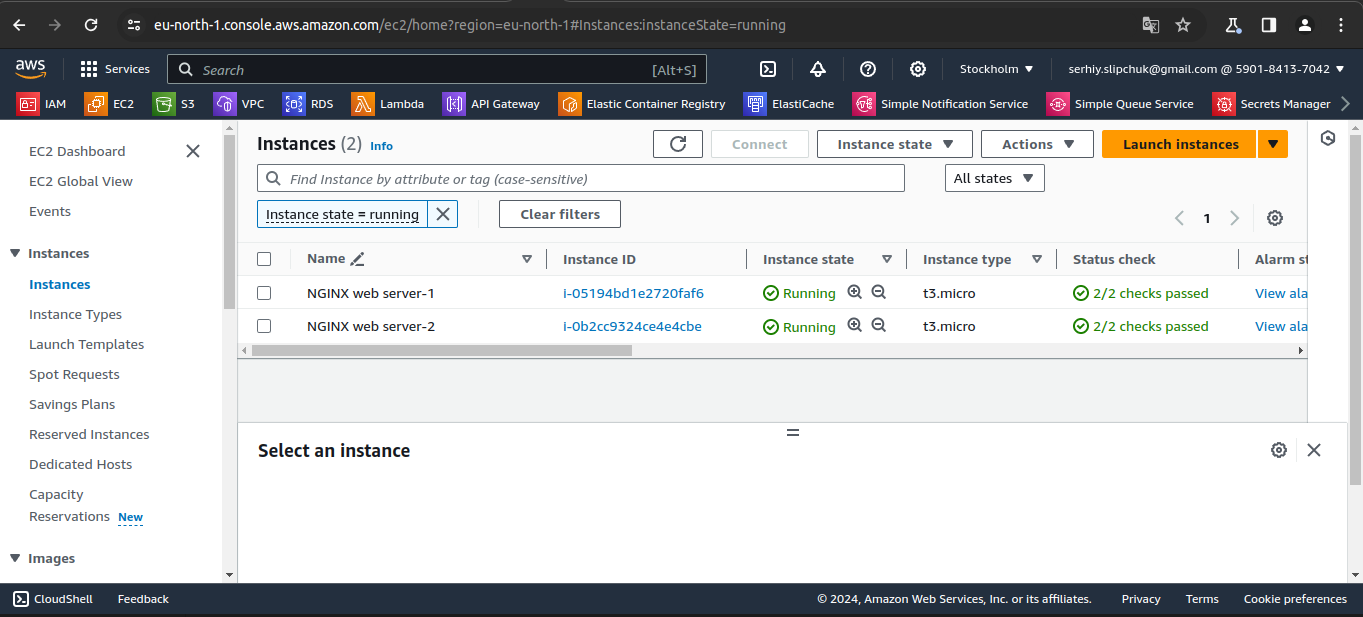 eu-north-1.console.aws.amazon.com/ec2/home?region=eu-north-1#Instances:instanceState=running
aws Services Search [Alt+S] Stockholm serhiy.slipchuk@gmail.com @ 5901-8413-7042
IAM EC2 S3 VPC RDS Lambda API Gateway Elastic Container Registry ElastiCache Simple Notification Service Simple Queue Service Secrets Manager
EC2 Dashboard
EC2 Global View
Events
Instances
Instances
Instance Types
Launch Templates
Spot Requests
Savings Plans
Reserved Instances
Dedicated Hosts
Capacity
Reservations New
Images
Instances (2) Info Connect Instance state Actions Launch instances
Find Instance by attribute or tag (case-sensitive) All states
Instance state = running Clear filters 1
Name Instance ID Instance state Instance type Status check Alarm st
NGINX web server-1 i-05194bd1e2720faf6 Running t3.micro 2/2 checks passed View ala
NGINX web server-2 i-0b2cc9324ce4e4cbe Running t3.micro 2/2 checks passed View ala
Select an instance
CloudShell Feedback © 2024, Amazon Web Services, Inc. or its affiliates. Privacy Terms Cookie preferences